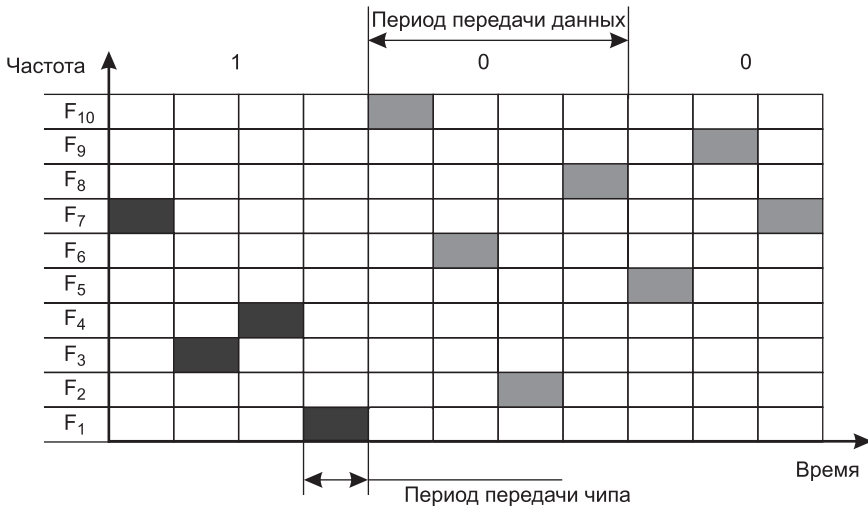 Период передачи данных
Частота 1 0 0
F₁₀
F₉
F₈
F₇
F₆
F₅
F₄
F₃
F₂
F₁
Время
Период передачи чипа